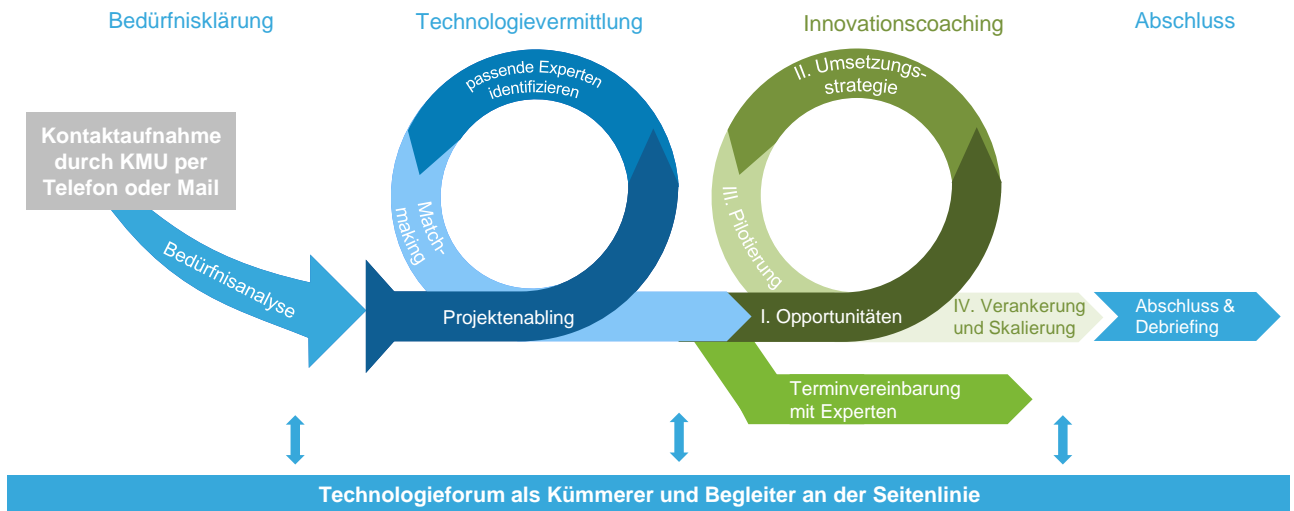 Bedürfnisklärung
Technologievermittlung
Innovationscoaching
Abschluss
Kontaktaufnahme
durch KMU per
Telefon oder Mail
Bedürfnisanalyse
passende Experten
identifizieren
Match-
making
Projektenabling
II. Umsetzungs-
strategie
III. Pilotierung
I. Opportunitäten
IV. Verankerung
und Skalierung
Abschluss &
Debriefing
Terminvereinbarung
mit Experten
Technologieforum als Kümmerer und Begleiter an der Seitenlinie